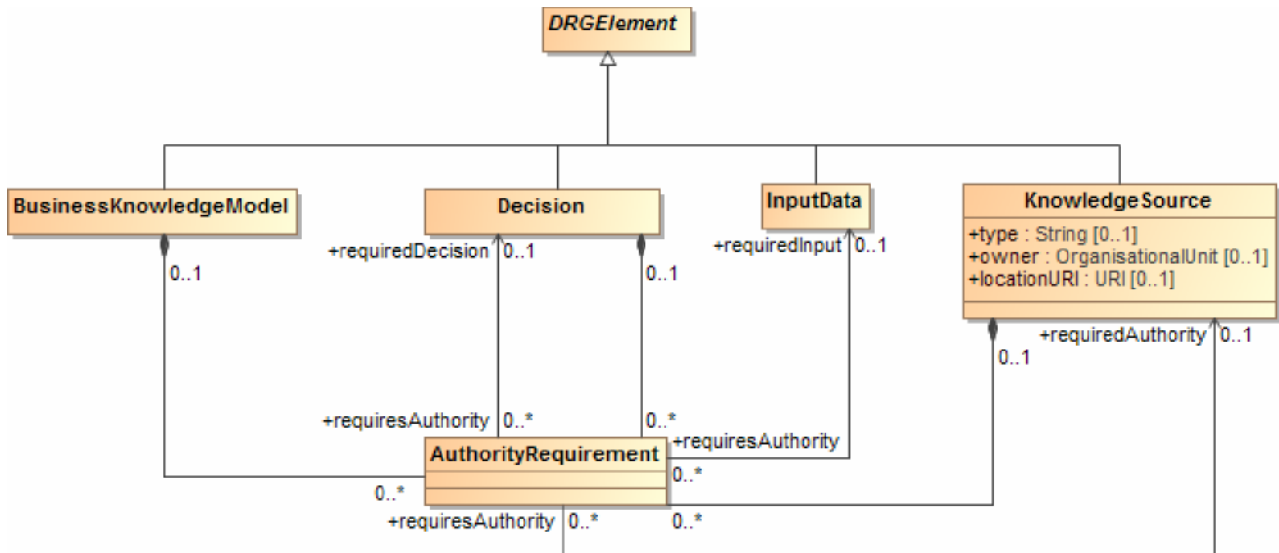 DRGElement
BusinessKnowledgeModel
Decision
InputData
KnowledgeSource
+type : String [0..1]
+owner : OrganisationalUnit [0..1]
+locationURI : URI [0..1]
+requiredDecision 0..1
0..1
0..1
+requiredInput 0..1
+requiredAuthority 0..1
0..1
+requiresAuthority 0..*
0..*
+requiresAuthority
0..*
AuthorityRequirement
0..*
+requiresAuthority 0..*
0..*